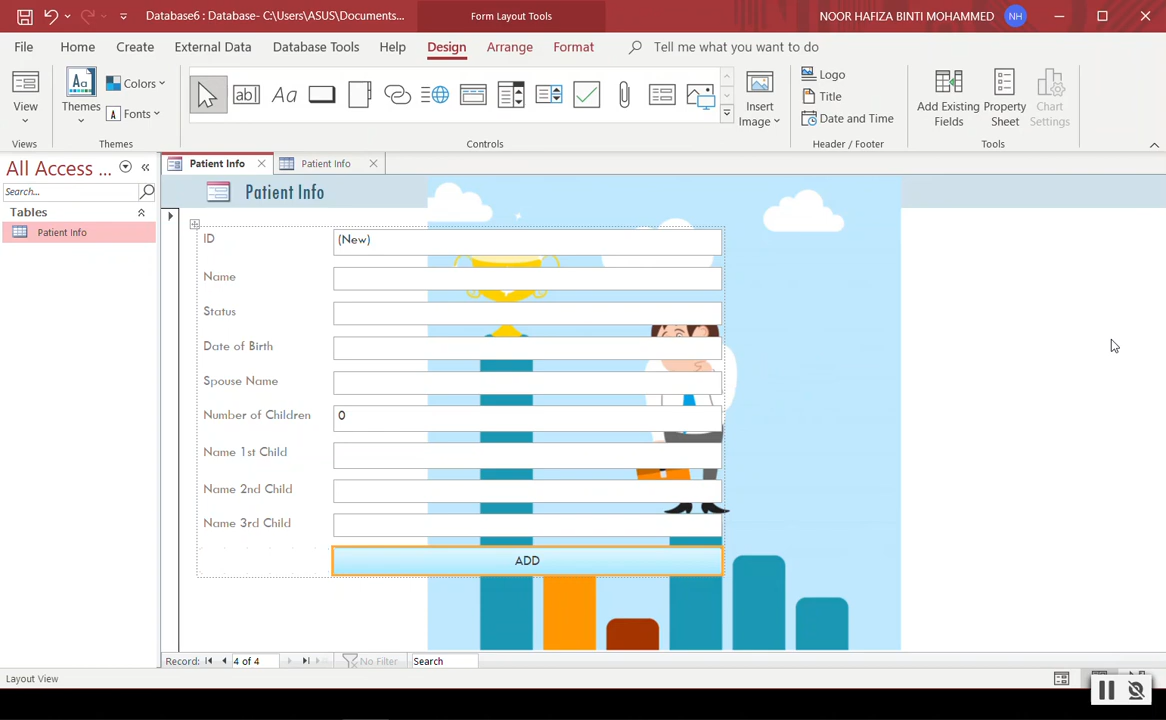 Database6 : Database- C:\Users\ASUS\Documents...
Form Layout Tools
NOOR HAFIZA BINTI MOHAMMED
NH
File
Home
Create
External Data
Database Tools
Help
Design
Arrange
Format
Tell me what you want to do
View
Themes
Colors
Fonts
Insert
Image
Logo
Title
Date and Time
Add Existing
Fields
Property
Sheet
Chart
Settings
Views
Themes
Controls
Header / Footer
Tools
All Access ...
Search...
Tables
Patient Info
Patient Info
Patient Info
Patient Info
ID
(New)
Name
Status
Date of Birth
Spouse Name
Number of Children
0
Name 1st Child
Name 2nd Child
Name 3rd Child
ADD
Record:
4 of 4
No Filter
Search
Layout View